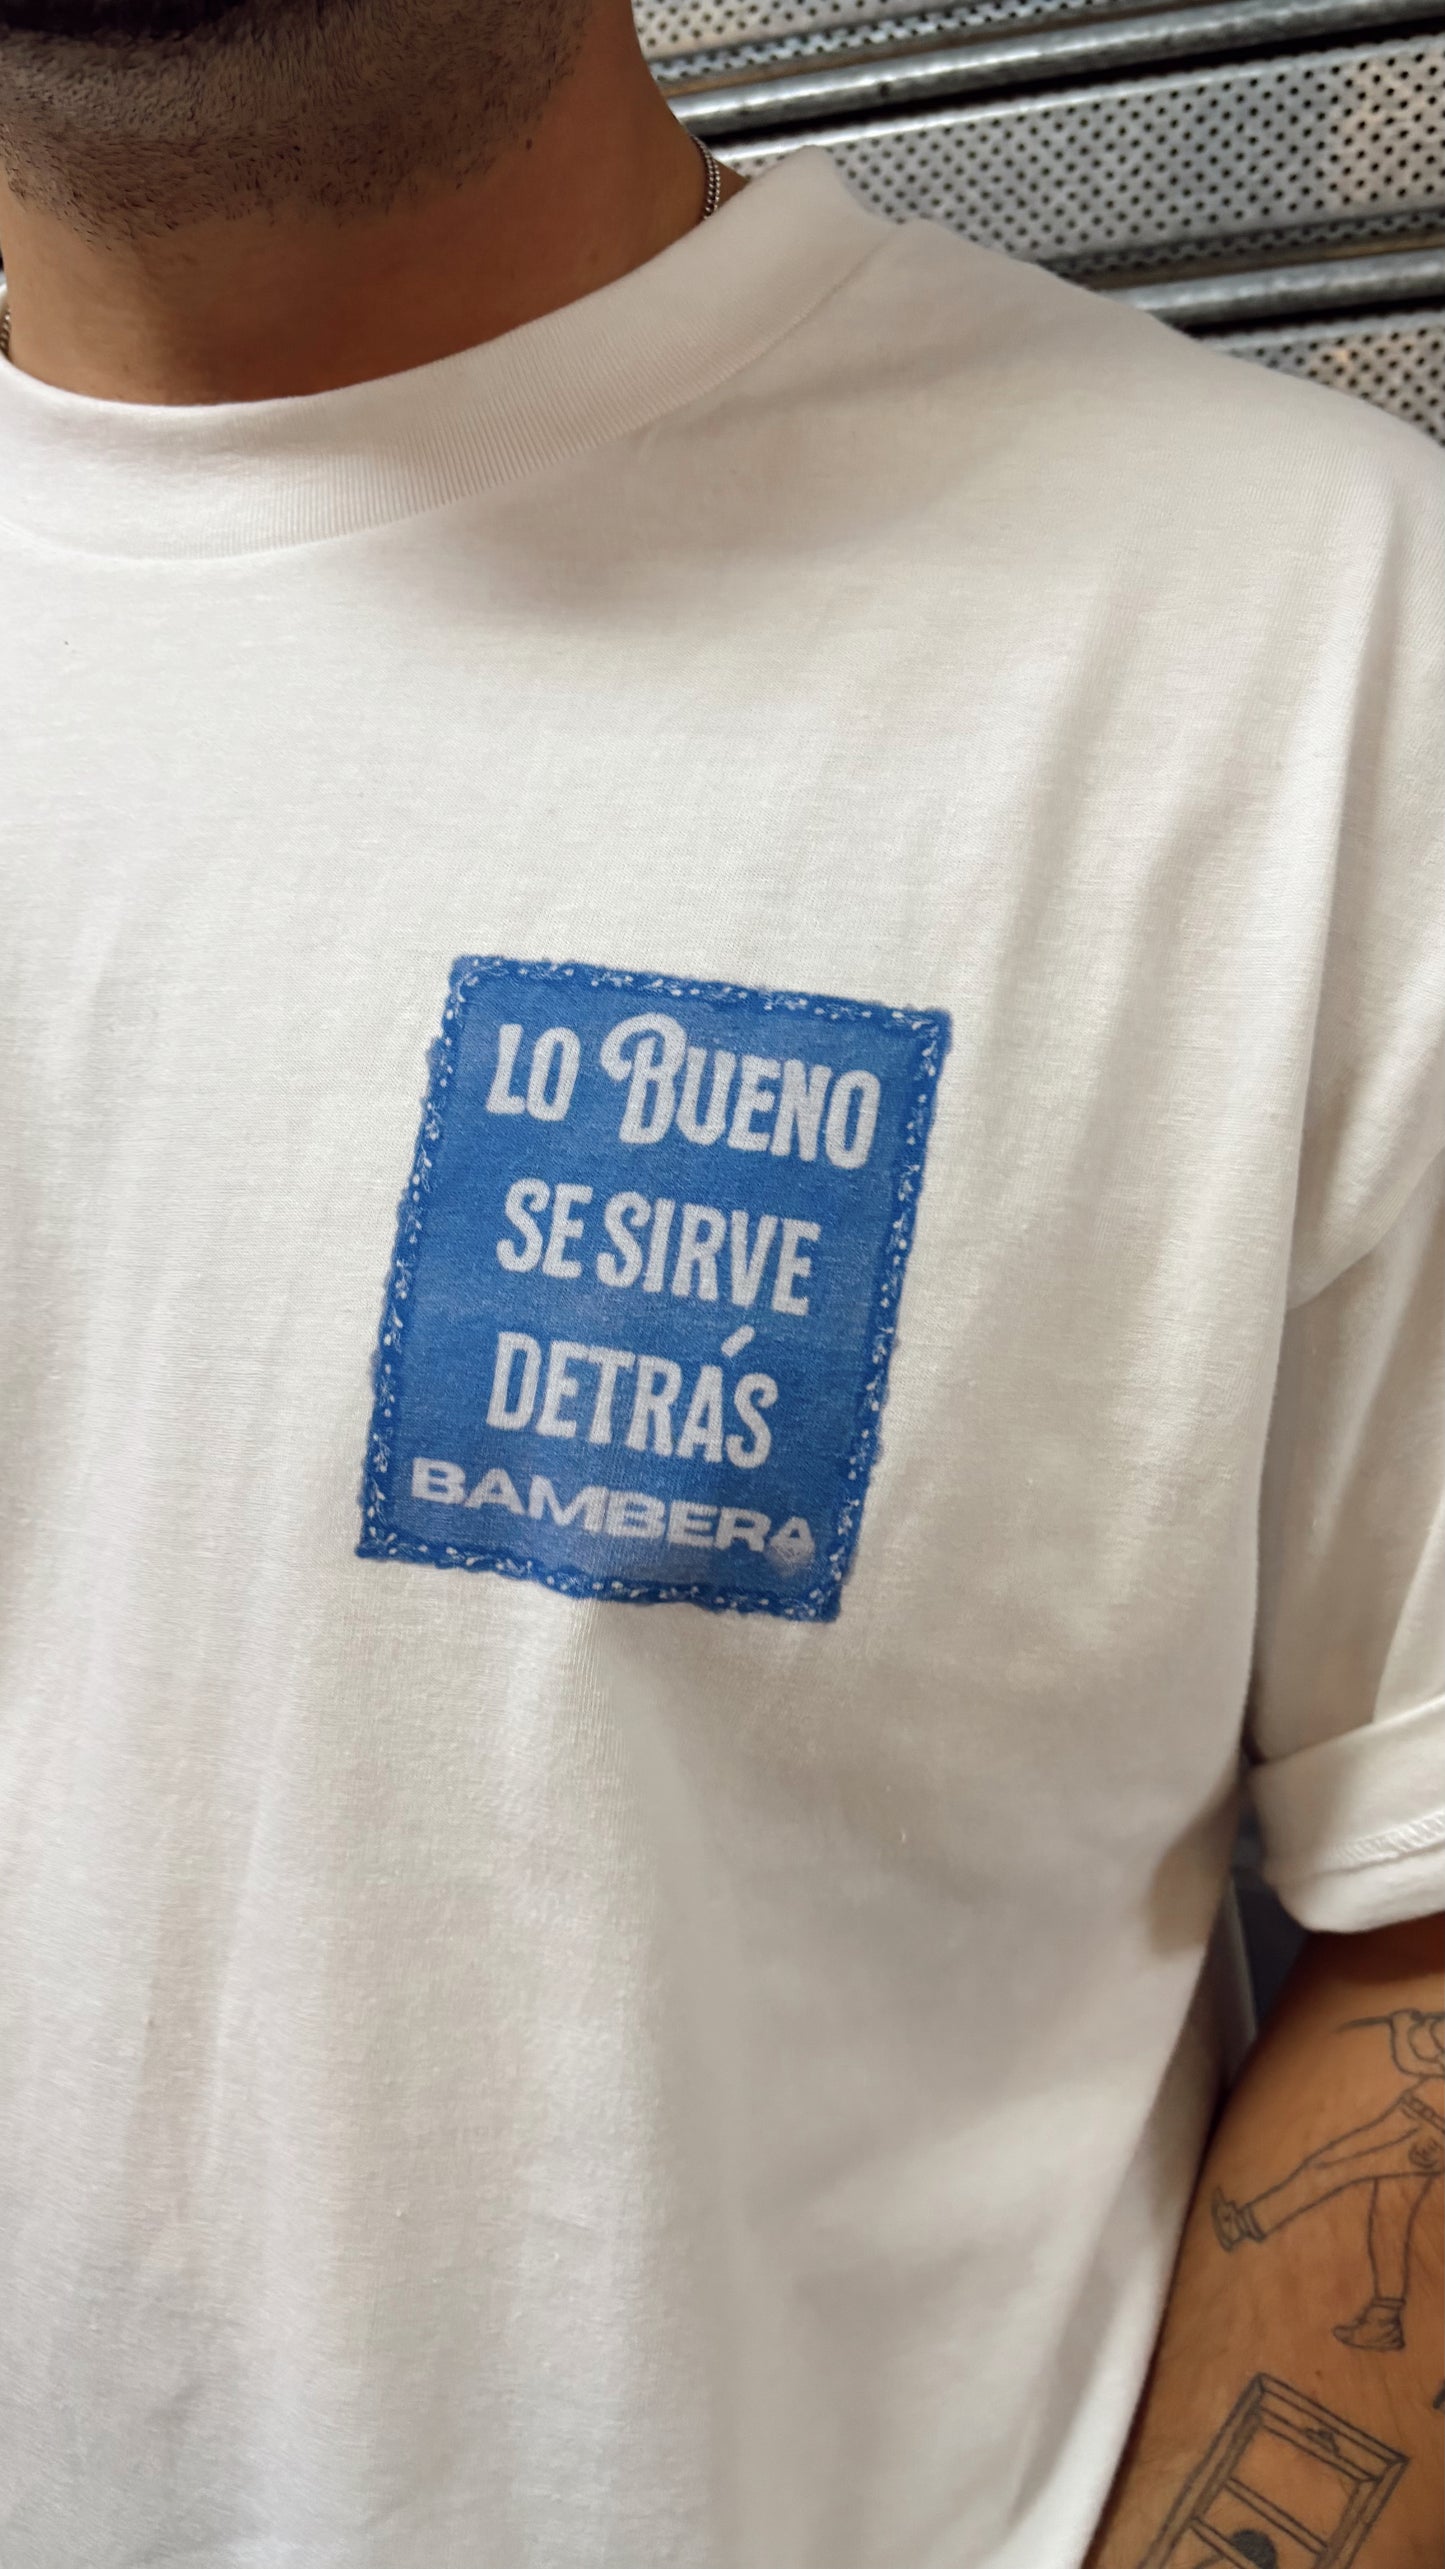 LO BUENO
SE SIRVE
DETRÁS
BAMBERA